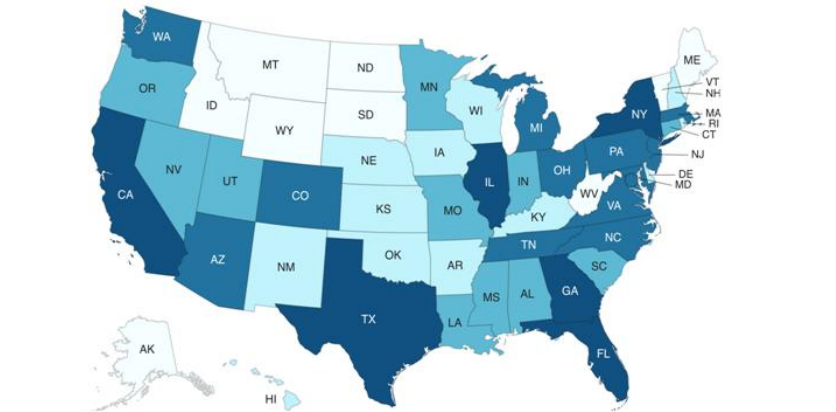 WA
MT
ND
ME
OR
MN
VT
NH
ID
SD
WI
NY
MA
RI
CT
WY
MI
IA
PA
NJ
NE
NV
UT
IL
IN
OH
DE
MD
CA
CO
WV
VA
KS
MO
KY
NC
TN
OK
AZ
NM
AR
SC
MS
AL
GA
TX
LA
AK
FL
HI